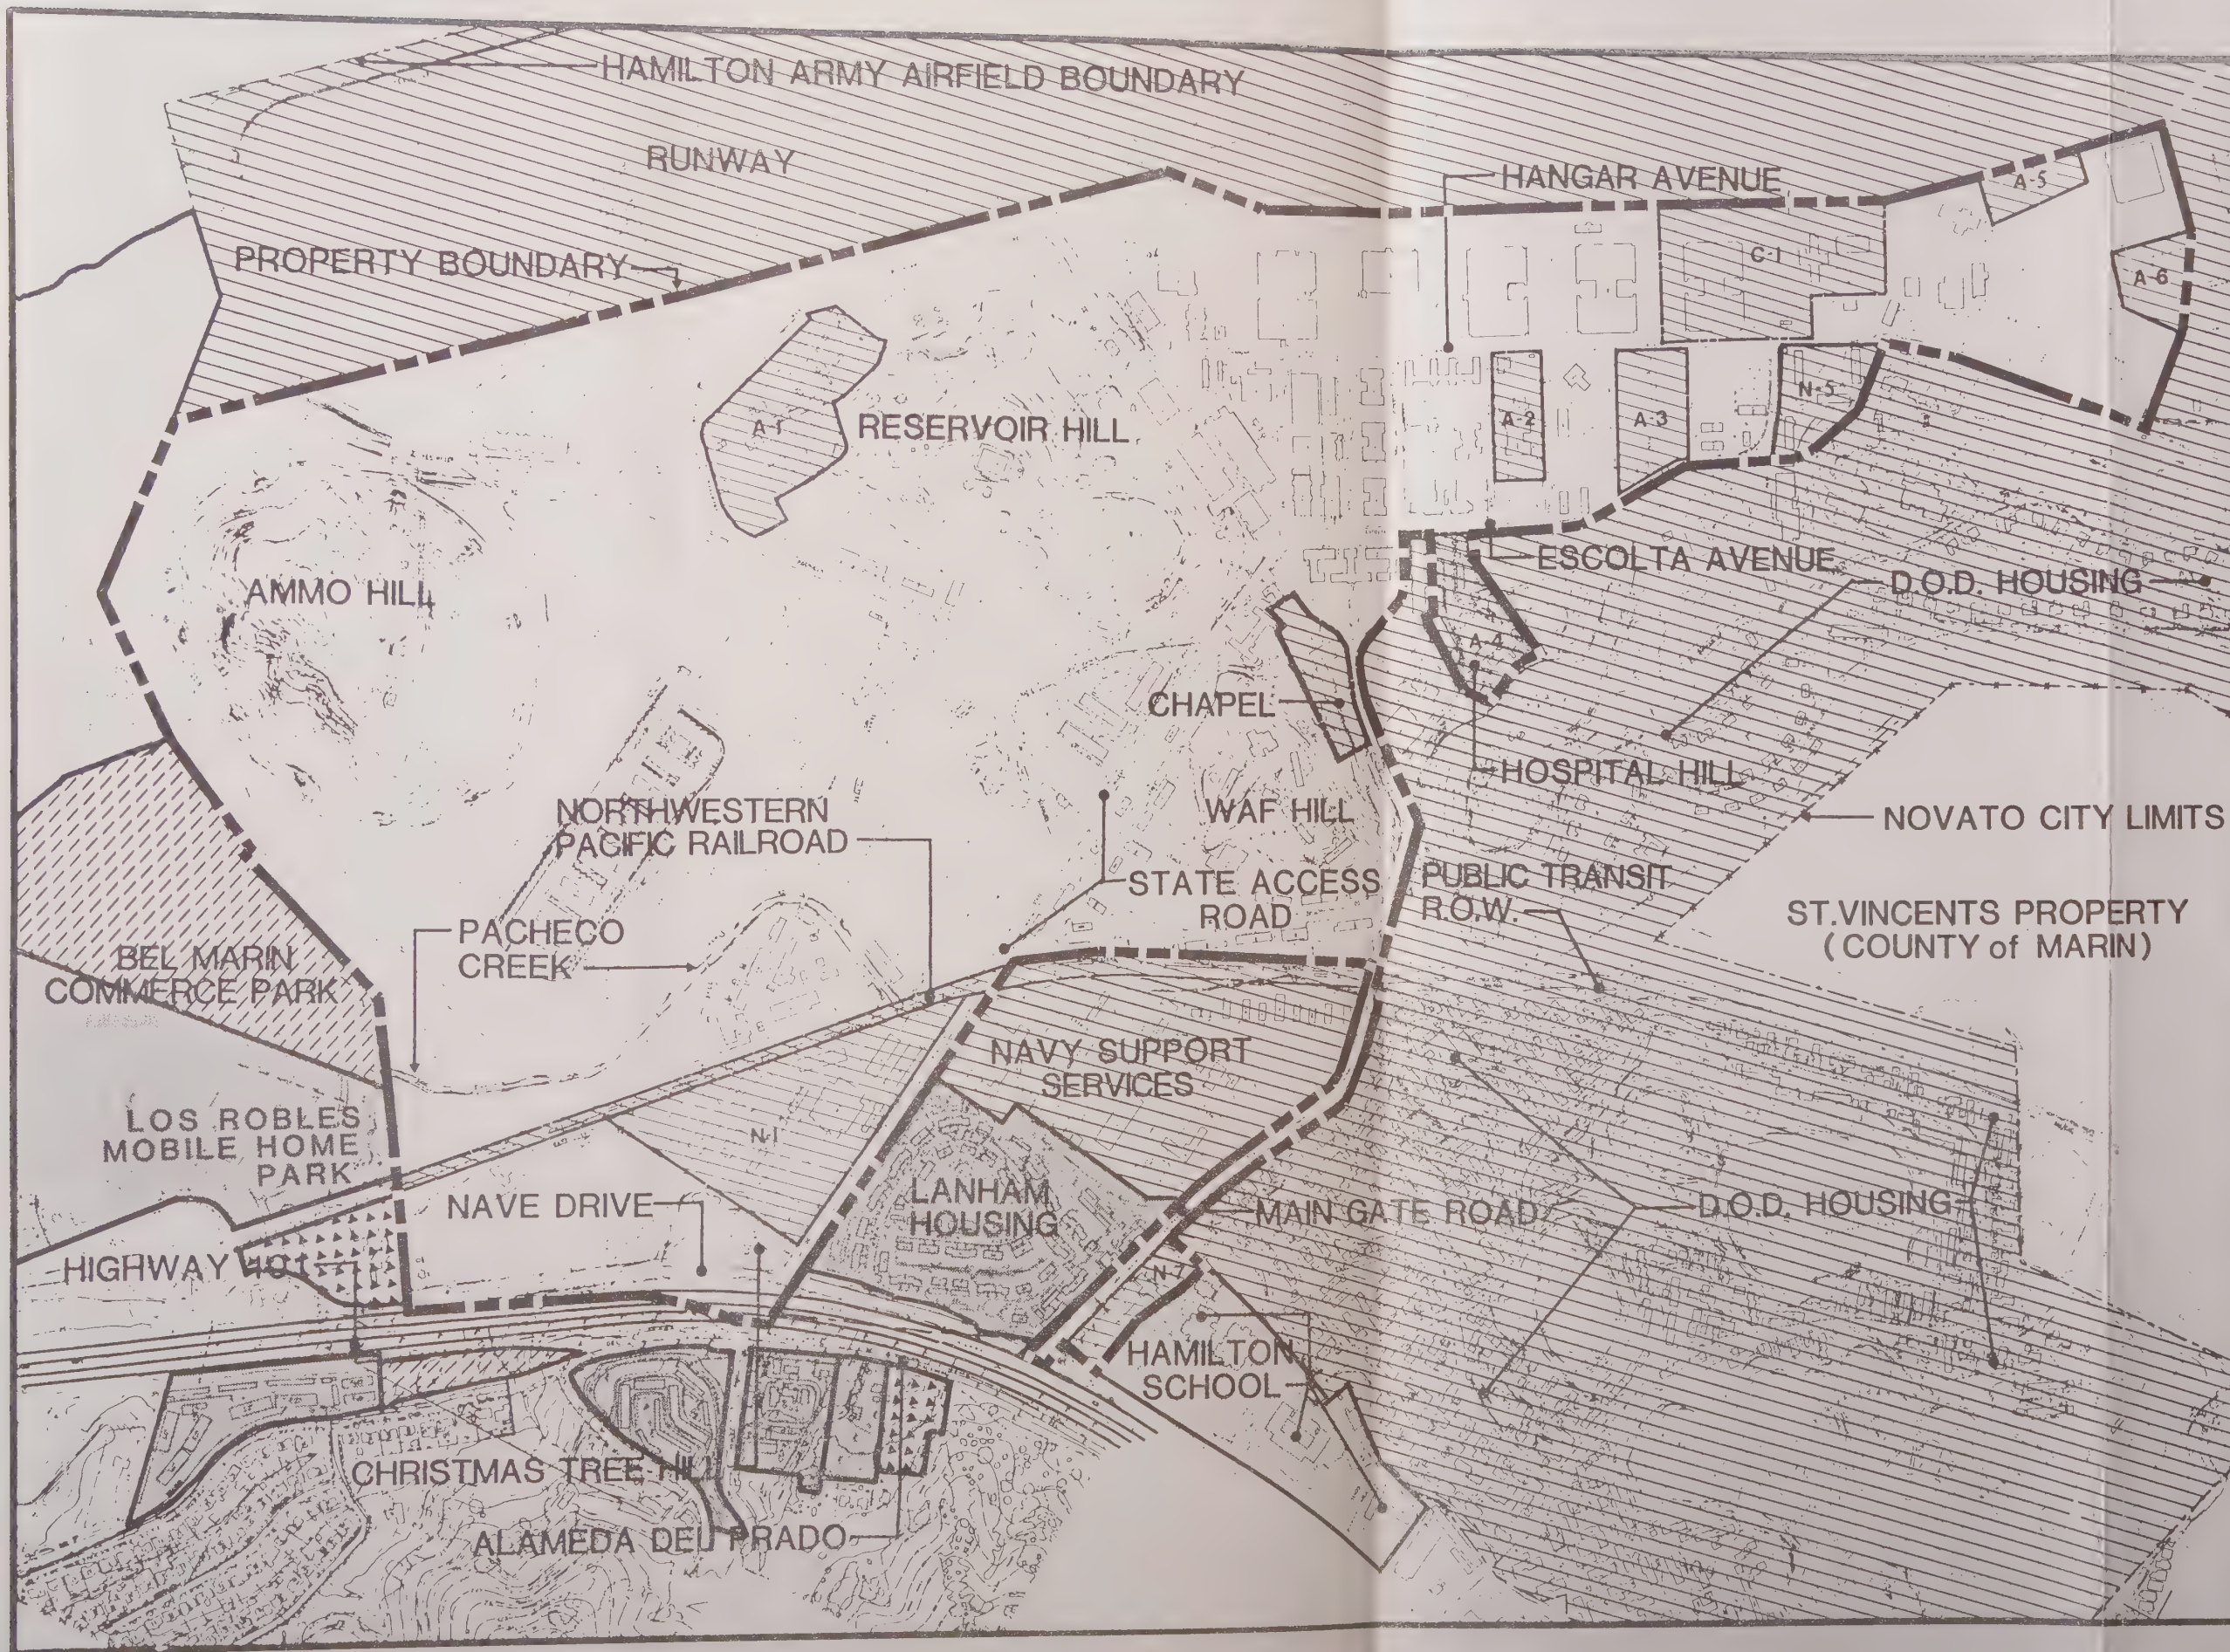 HAMILTON ARMY AIRFIELD BOUNDARY
RUNWAY
HANGAR AVENUE
A-5
PROPERTY BOUNDARY
C-1
A-6
A-1
RESERVOIR HILL
A-2
A-3
N-5
ESCOLTA AVENUE
D.O.D. HOUSING
AMMO HILL
A-4
CHAPEL
HOSPITAL HILL
NORTHWESTERN
PACIFIC RAILROAD
WAF HILL
NOVATO CITY LIMITS
STATE ACCESS
ROAD
PUBLIC TRANSIT
R.O.W.
ST.VINCENTS PROPERTY
(COUNTY of MARIN)
PACHECO
CREEK
BEL MARIN
COMMERCE PARK
NAVY SUPPORT
SERVICES
LOS ROBLES
MOBILE HOME
PARK
N-1
NAVE DRIVE
LANHAM
HOUSING
MAIN GATE ROAD
D.O.D. HOUSING
HIGHWAY 101
N-7
HAMILTON
SCHOOL
CHRISTMAS TREE HILL
ALAMEDA DEL PRADO